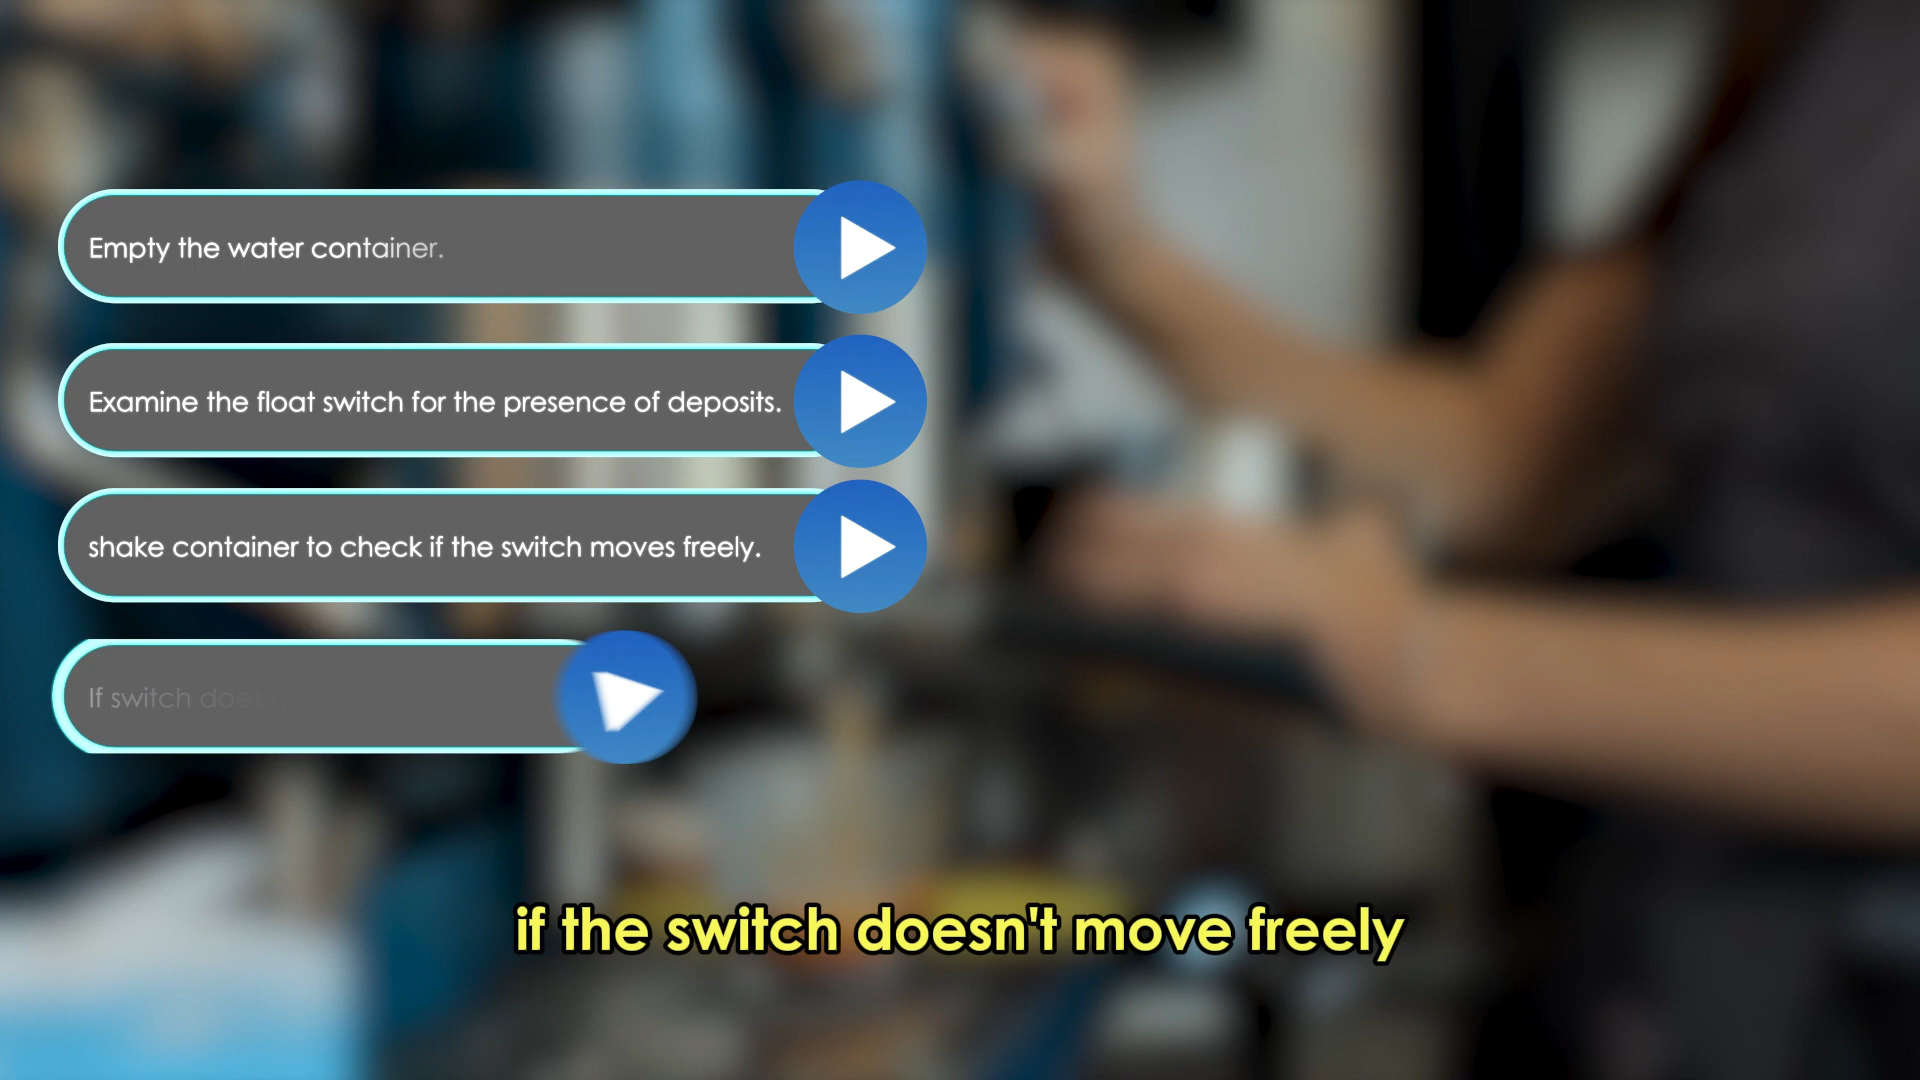 Empty the water container.
Examine the float switch for the presence of deposits.
shake container to check if the switch moves freely.
If switch does
if the switch doesn't move freely